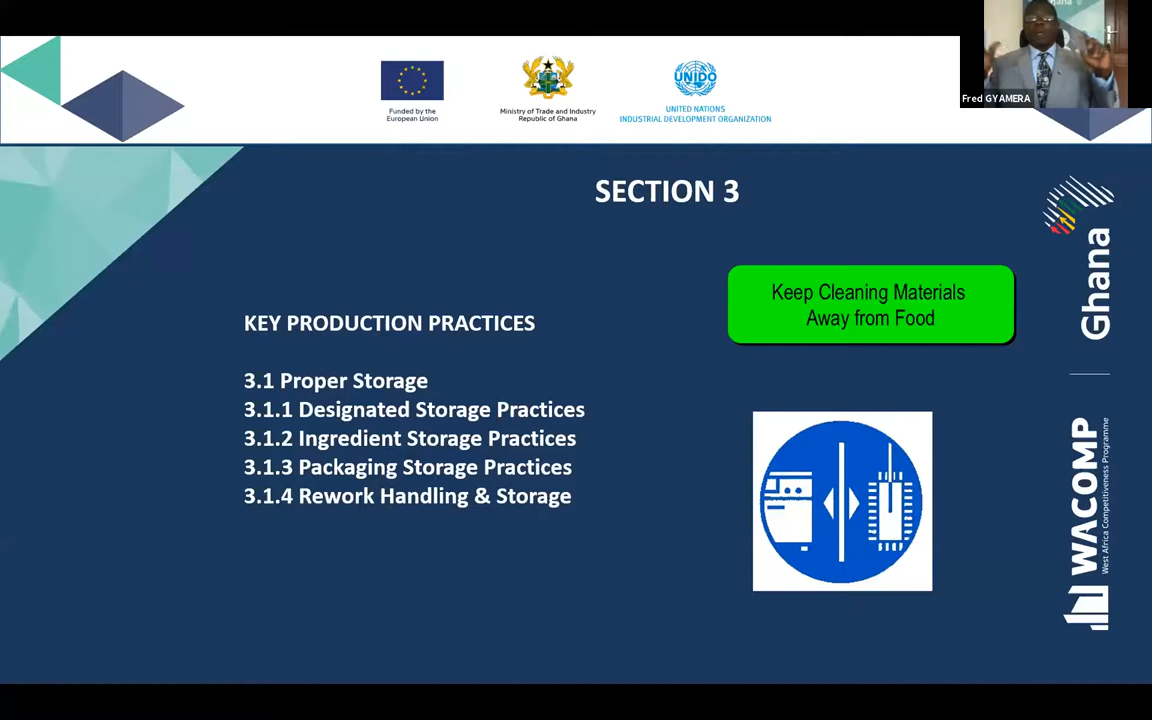 Funded by the
European Union
Ministry of Trade and Industry
Republic of Ghana
UNIDO
UNITED NATIONS
INDUSTRIAL DEVELOPMENT ORGANIZATION
Fred GYAMERA
SECTION 3
Keep Cleaning Materials
Away from Food
KEY PRODUCTION PRACTICES
3.1 Proper Storage
3.1.1 Designated Storage Practices
3.1.2 Ingredient Storage Practices
3.1.3 Packaging Storage Practices
3.1.4 Rework Handling & Storage
Ghana
WACOMP
West Africa Competitiveness Programme